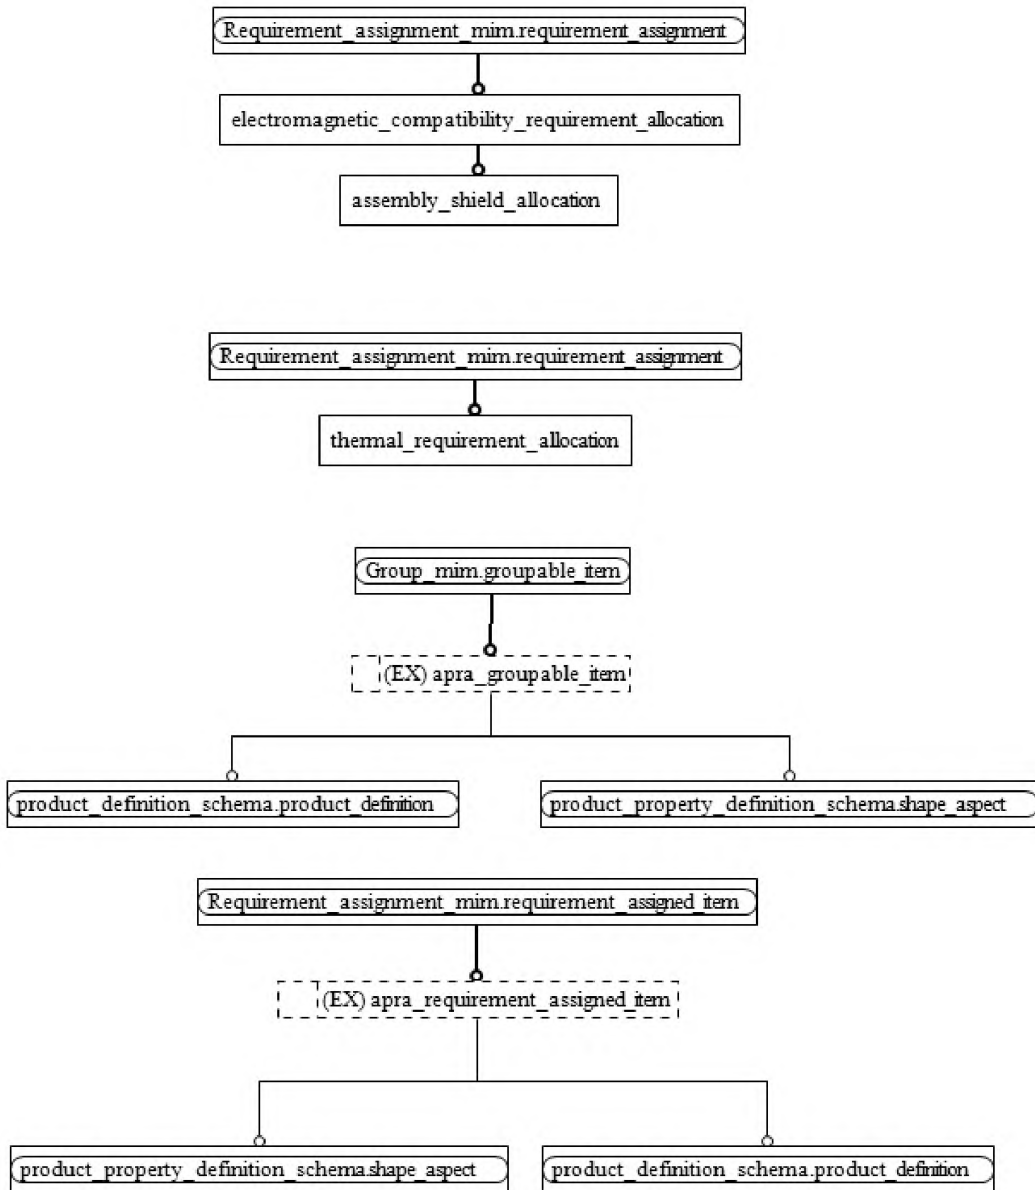 Requirement_assignment_mim.requirement_assignment
electromagnetic_compatibility_requirement_allocation
assembly_shield_allocation
Requirement_assignment_mim.requirement_assignment
thermal_requirement_allocation
Group_mim.groupable_item
(EX) apra_groupable_item
product_definition_schema.product_definition
product_property_definition_schema.shape_aspect
Requirement_assignment_mim.requirement_assigned_item
(EX) apra_requirement_assigned_item
product_property_definition_schema.shape_aspect
product_definition_schema.product_definition